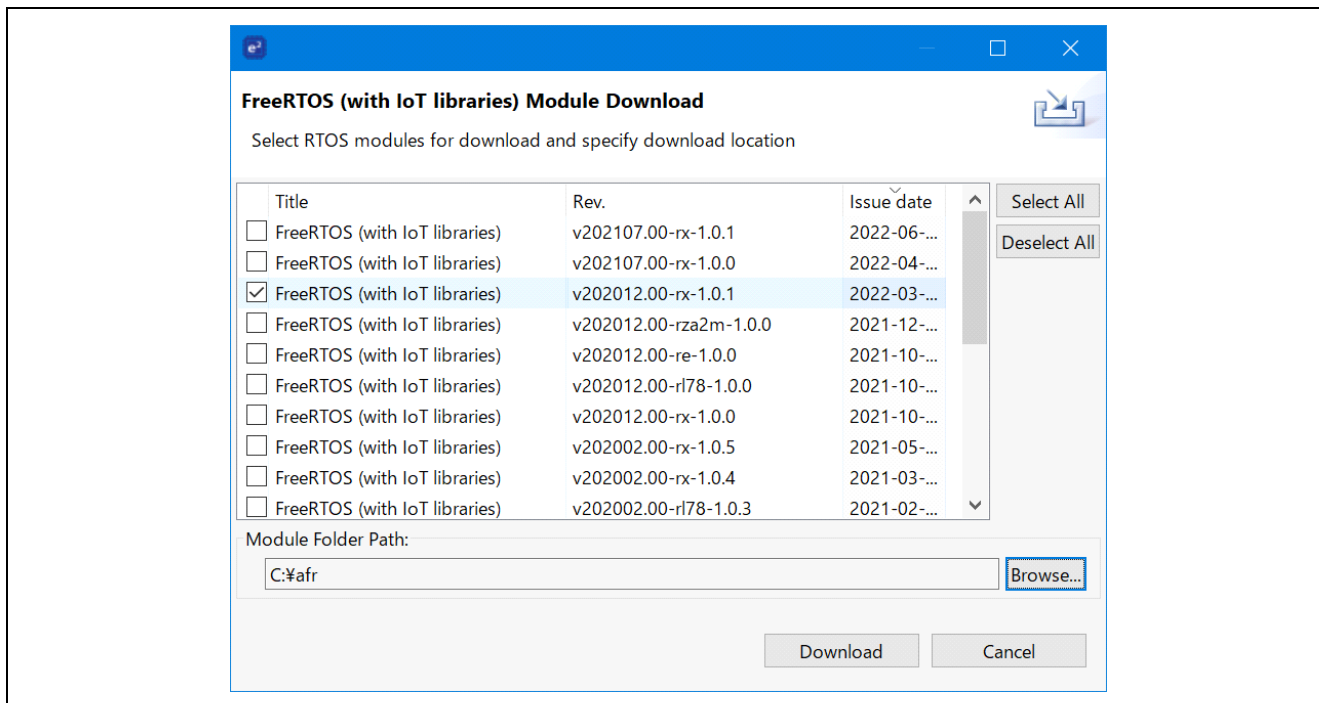 e²
FreeRTOS (with IoT libraries) Module Download
Select RTOS modules for download and specify download location
Title Rev. Issue date Select All
FreeRTOS (with IoT libraries) v202107.00-rx-1.0.1 2022-06-... Deselect All
FreeRTOS (with IoT libraries) v202107.00-rx-1.0.0 2022-04-...
FreeRTOS (with IoT libraries) v202012.00-rx-1.0.1 2022-03-...
FreeRTOS (with IoT libraries) v202012.00-rza2m-1.0.0 2021-12-...
FreeRTOS (with IoT libraries) v202012.00-re-1.0.0 2021-10-...
FreeRTOS (with IoT libraries) v202012.00-rl78-1.0.0 2021-10-...
FreeRTOS (with IoT libraries) v202012.00-rx-1.0.0 2021-10-...
FreeRTOS (with IoT libraries) v202002.00-rx-1.0.5 2021-05-...
FreeRTOS (with IoT libraries) v202002.00-rx-1.0.4 2021-03-...
FreeRTOS (with IoT libraries) v202002.00-rl78-1.0.3 2021-02-...
Module Folder Path:
C:¥afr Browse...
Download Cancel